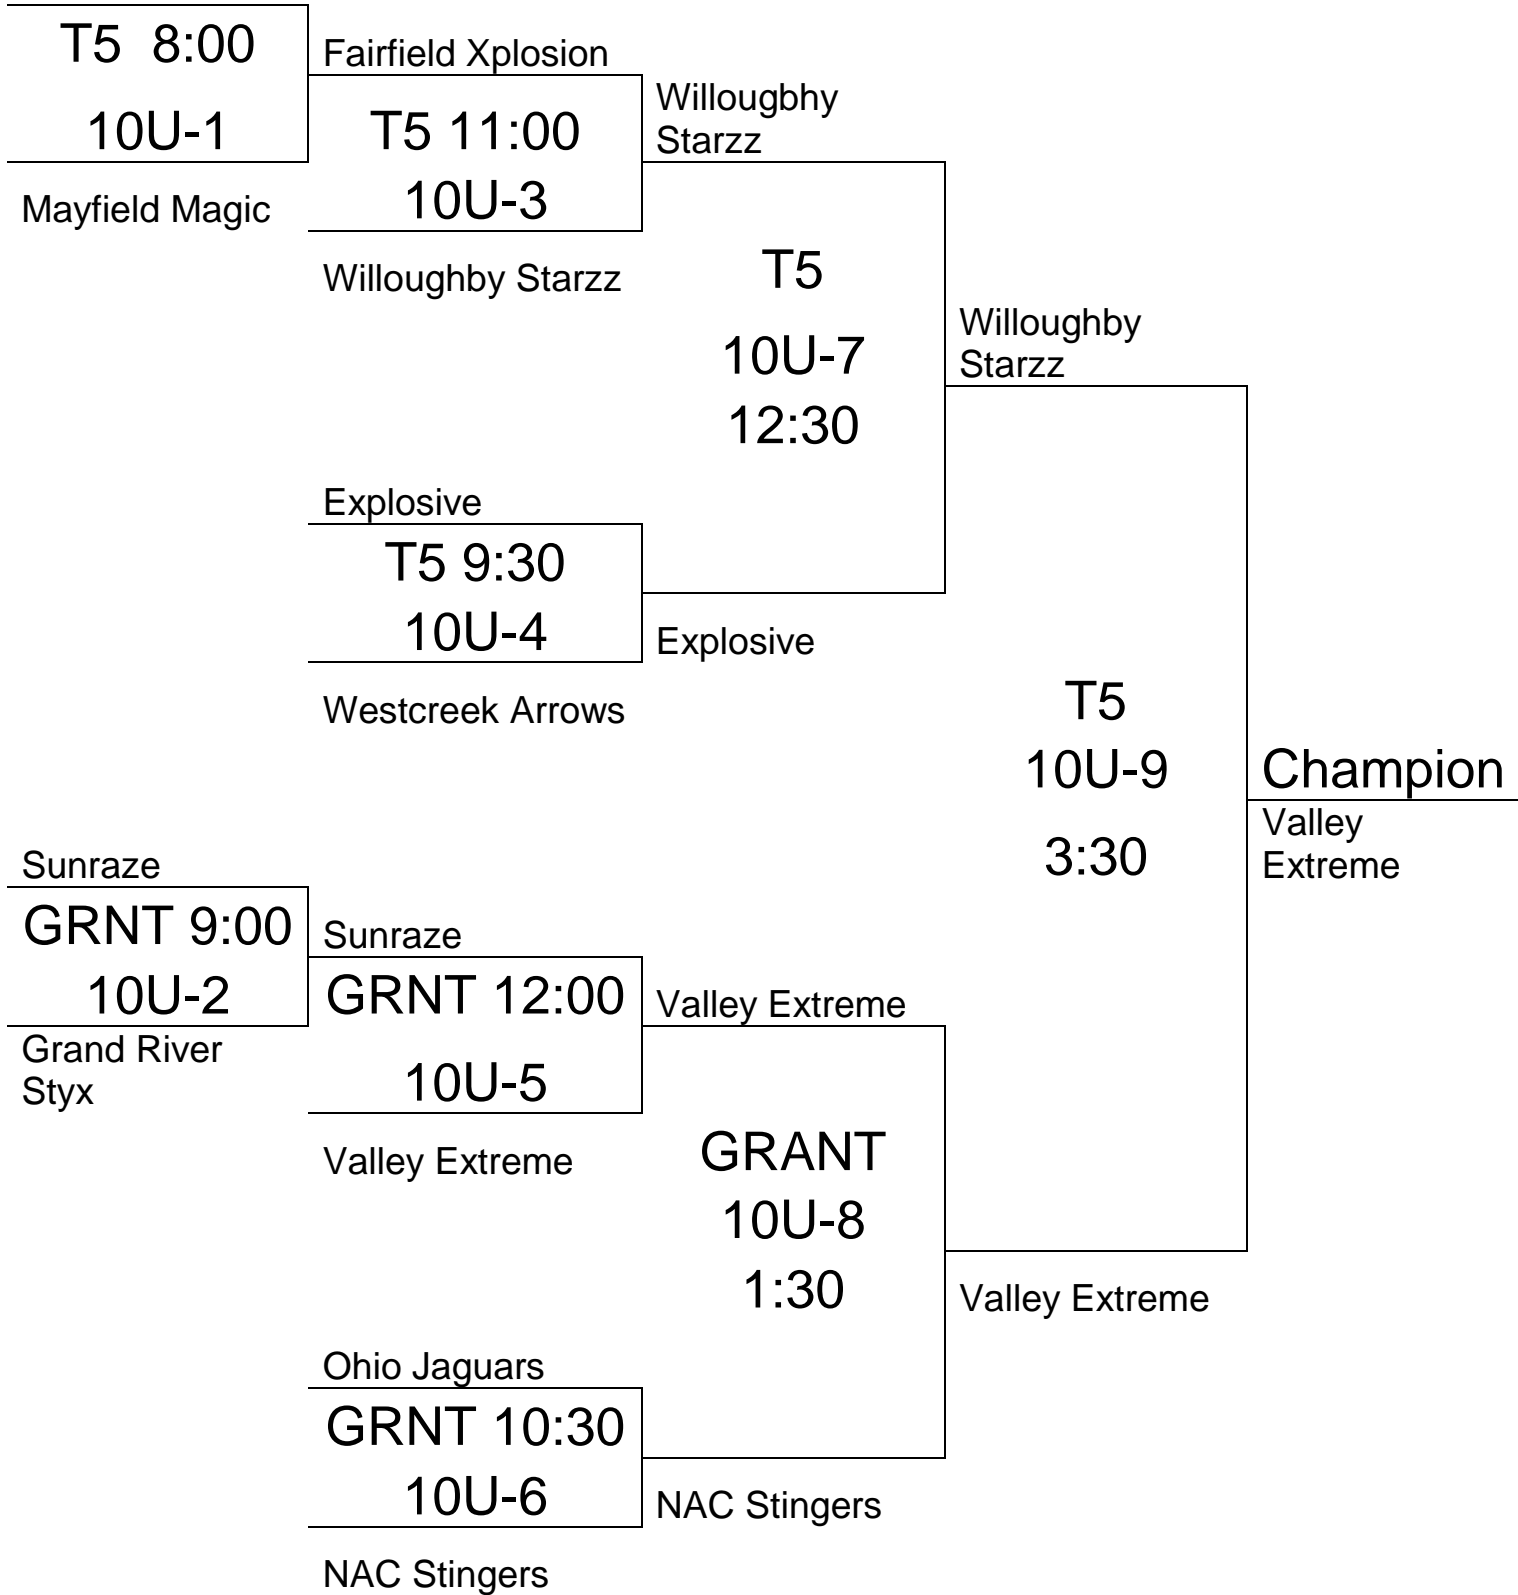 T5  8:00
10U-1
Mayfield Magic
Fairfield Xplosion
T5 11:00
10U-3
Willoughby Starzz
Willougbhy
Starzz
T5
10U-7
12:30
Willoughby
Starzz
Explosive
T5 9:30
10U-4
Westcreek Arrows
Explosive
T5
10U-9
3:30
Champion
Valley
Extreme
Sunraze
GRNT 9:00
10U-2
Grand River
Styx
Sunraze
GRNT 12:00
10U-5
Valley Extreme
Valley Extreme
GRANT
10U-8
1:30
Valley Extreme
Ohio Jaguars
GRNT 10:30
10U-6
NAC Stingers
NAC Stingers